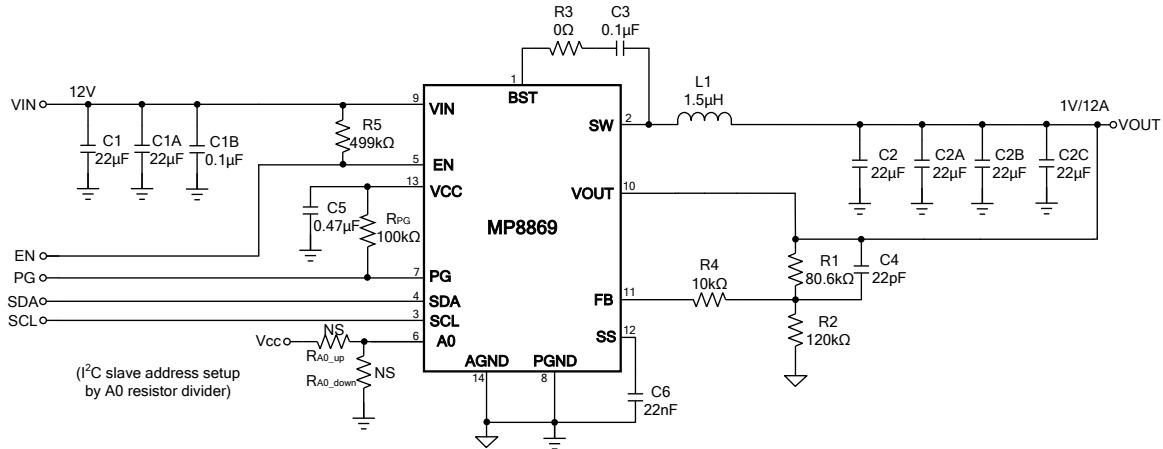 R3
0Ω
C3
0.1µF
1
BST
L1
1.5µH
12V
VIN
9
VIN
SW
2
1V/12A
VOUT
C1
22µF
C1A
22µF
C1B
0.1µF
R5
499kΩ
5
EN
C2
22µF
C2A
22µF
C2B
22µF
C2C
22µF
13
VCC
VOUT
10
C5
0.47µF
RPG
100kΩ
MP8869
EN
PG
7
PG
R1
80.6kΩ
C4
22pF
R4
10kΩ
FB
11
SDA
4
SDA
SCL
3
SCL
R2
120kΩ
SS
12
Vcc
NS
RA0_up
6
A0
RA0_down
NS
(I²C slave address setup
by A0 resistor divider)
AGND
PGND
14
8
C6
22nF